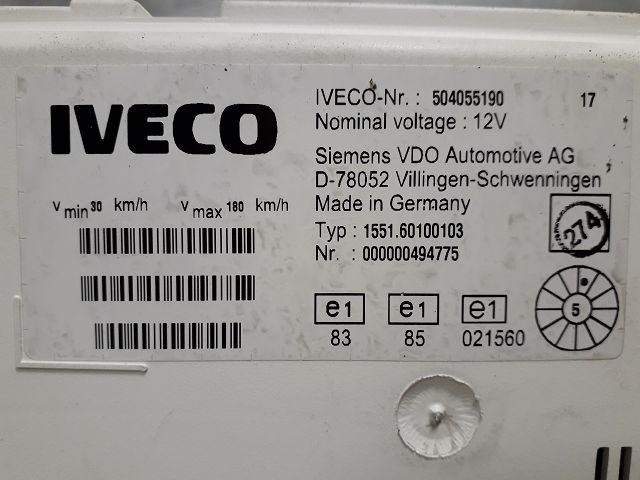 IVECO
IVECO-Nr. : 504055190 17
Nominal voltage : 12V
Siemens VDO Automotive AG
D-78052 Villingen-Schwenningen
Made in Germany
V min 30 km/h V max 180 km/h
Typ : 1551.60100103
Nr. : 000000494775
274
e1 e1 e1
83 85 021560
5